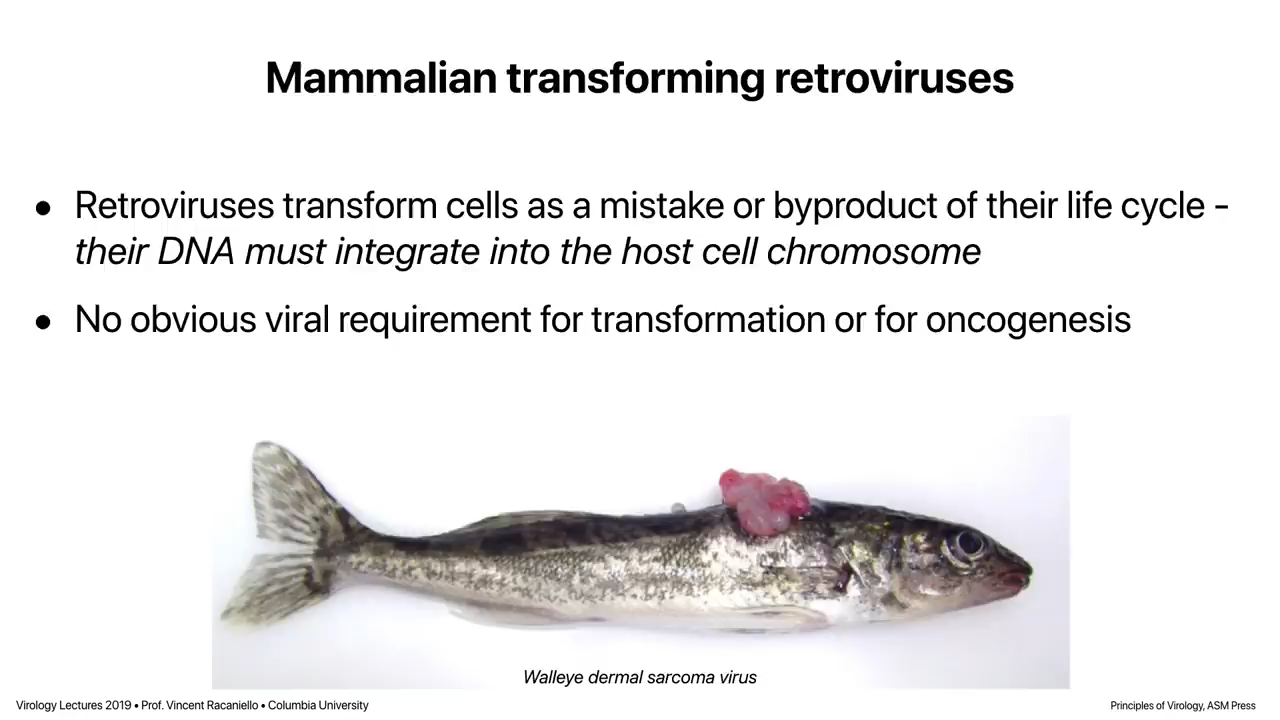 Mammalian transforming retroviruses
● Retroviruses transform cells as a mistake or byproduct of their life cycle -
their DNA must integrate into the host cell chromosome
● No obvious viral requirement for transformation or for oncogenesis
Walleye dermal sarcoma virus
Virology Lectures 2019 • Prof. Vincent Racaniello • Columbia University
Principles of Virology, ASM Press